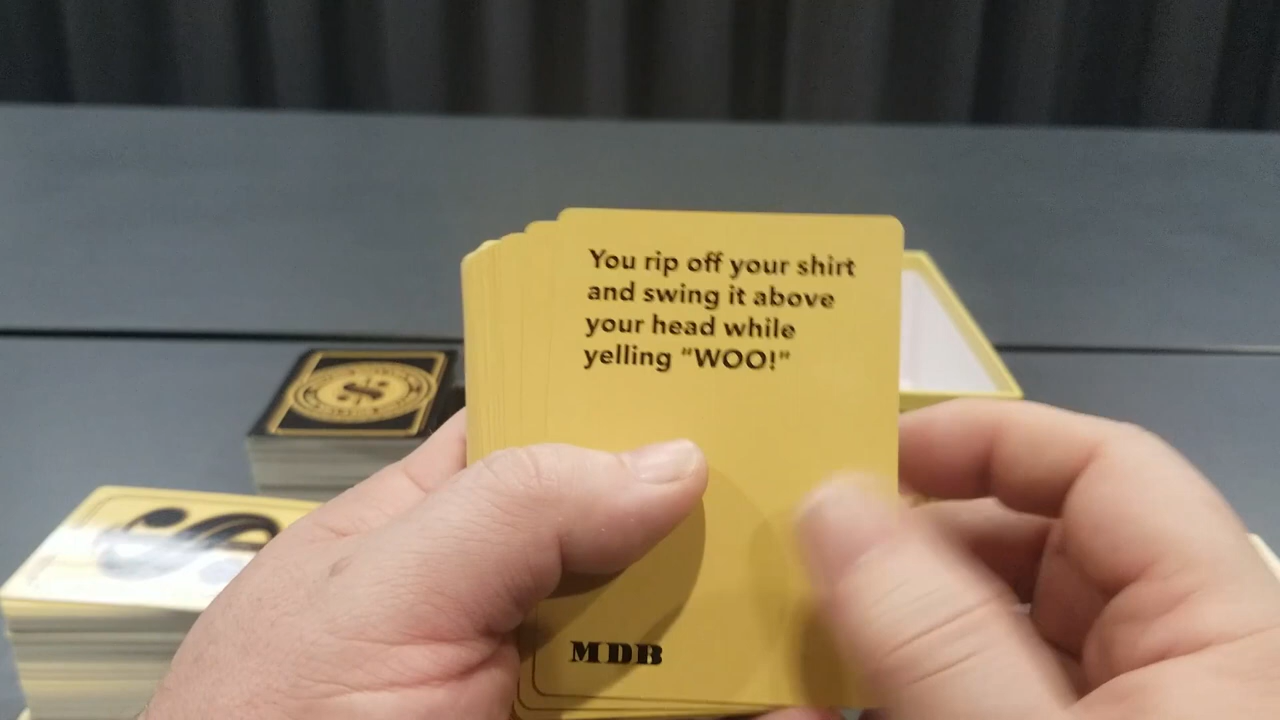 You rip off your shirt
and swing it above
your head while
yelling "WOO!"
MDB